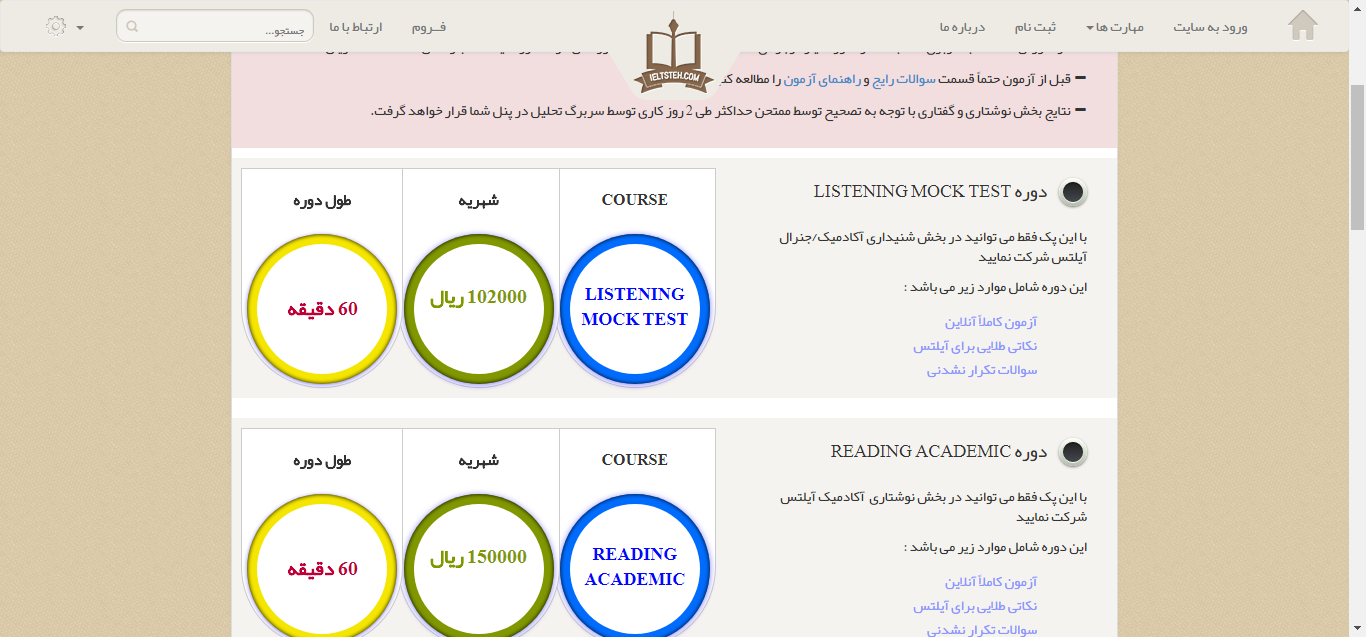 ورود به سایت
مهارت ها
ثبت نام
درباره ما
IELTSTEH.COM
فــروم
ارتباط با ما
جستجو...
– قبل از آزمون حتماً قسمت سوالات رایج و راهنمای آزمون را مطالعه
– نتایج بخش نوشتاری و گفتاری با توجه به تصحیح توسط ممتحن حداکثر طی 2 روز کاری توسط سربرگ تحلیل در پنل شما قرار خواهد گرفت.
دوره LISTENING MOCK TEST
با این پک فقط می توانید در بخش شنیداری آکادمیک/جنرال
آیلتس شرکت نمایید
این دوره شامل موارد زیر می باشد :
آزمون کاملاً آنلاین
نکاتی طلایی برای آیلتس
سوالات تکرار نشدنی
COURSE
شهریه
طول دوره
LISTENING
MOCK TEST
102000 ریال
60 دقیقه
دوره READING ACADEMIC
با این پک فقط می توانید در بخش نوشتاری آکادمیک آیلتس
شرکت نمایید
این دوره شامل موارد زیر می باشد :
آزمون کاملاً آنلاین
نکاتی طلایی برای آیلتس
سوالات تکرار نشدنی
COURSE
شهریه
طول دوره
READING
ACADEMIC
150000 ریال
60 دقیقه